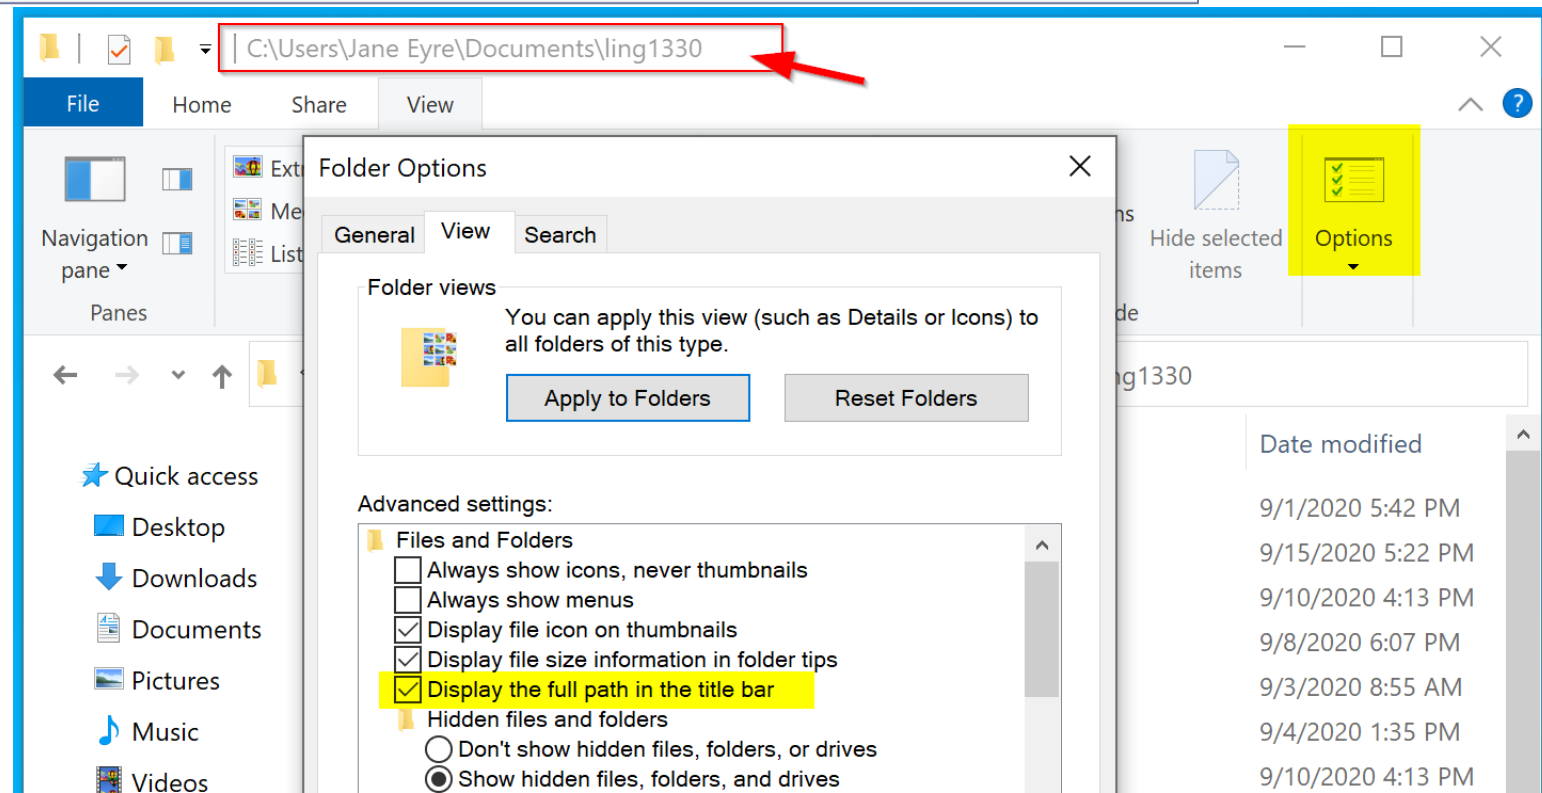 C:\Users\Jane Eyre\Documents\ling1330
File Home Share View
?
Folder Options
General View Search
Navigation
pane
Panes
Hide selected
items
Options
Folder views
You can apply this view (such as Details or Icons) to
all folders of this type.
Apply to Folders Reset Folders
Date modified
Quick access
Desktop
Downloads
Documents
Pictures
Music
Videos
Advanced settings:
Files and Folders
Always show icons, never thumbnails
Always show menus
Display file icon on thumbnails
Display file size information in folder tips
Display the full path in the title bar
Hidden files and folders
Don't show hidden files, folders, or drives
Show hidden files, folders, and drives
9/1/2020 5:42 PM
9/15/2020 5:22 PM
9/10/2020 4:13 PM
9/8/2020 6:07 PM
9/3/2020 8:55 AM
9/4/2020 1:35 PM
9/10/2020 4:13 PM